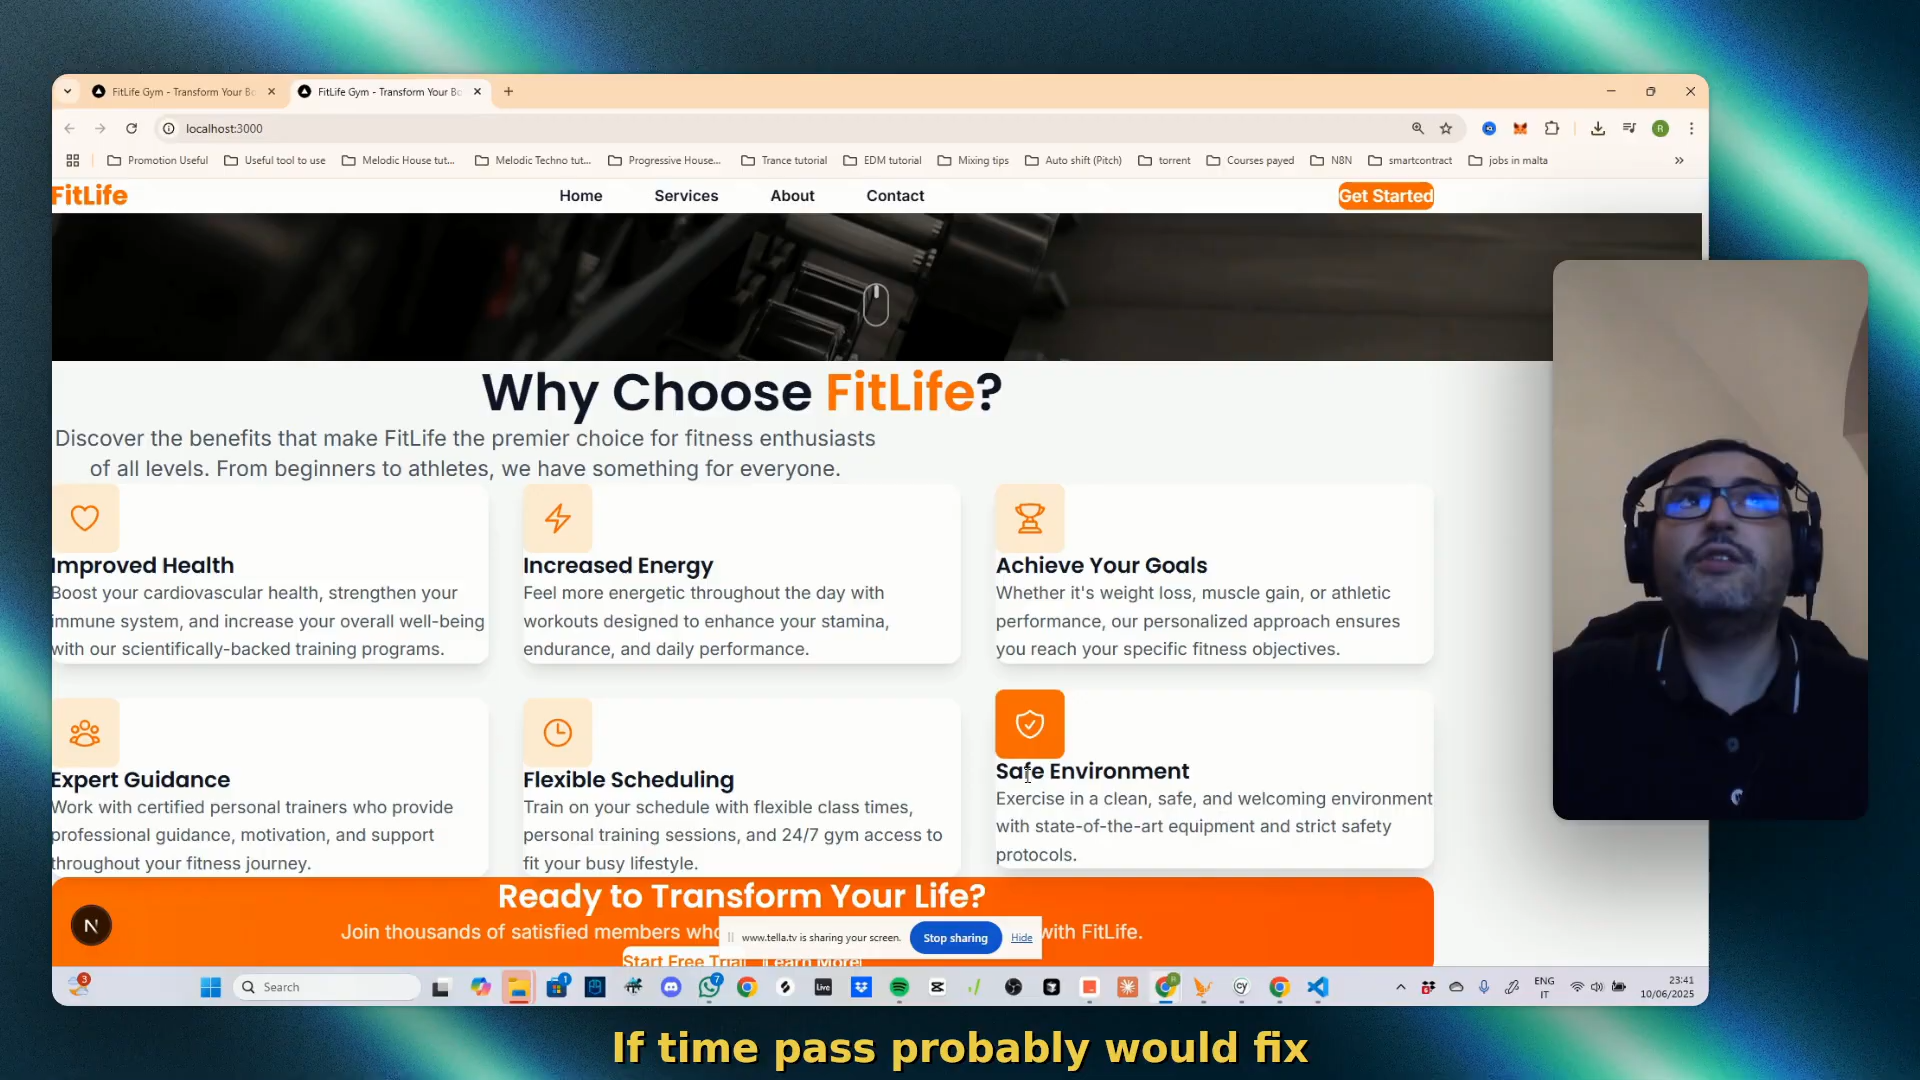 FitLife Gym - Transform Your Bo
FitLife Gym - Transform Your Bo
localhost:3000
R
Promotion Useful
Useful tool to use
Melodic House tut...
Melodic Techno tut...
Progressive House...
Trance tutorial
EDM tutorial
Mixing tips
Auto shift (Pitch)
torrent
Courses payed
N8N
smartcontract
jobs in malta
FitLife
Home
Services
About
Contact
Get Started
Why Choose FitLife?
Discover the benefits that make FitLife the premier choice for fitness enthusiasts
of all levels. From beginners to athletes, we have something for everyone.
Improved Health
Boost your cardiovascular health, strengthen your
immune system, and increase your overall well-being
with our scientifically-backed training programs.
Increased Energy
Feel more energetic throughout the day with
workouts designed to enhance your stamina,
endurance, and daily performance.
Achieve Your Goals
Whether it's weight loss, muscle gain, or athletic
performance, our personalized approach ensures
you reach your specific fitness objectives.
Expert Guidance
Work with certified personal trainers who provide
professional guidance, motivation, and support
throughout your fitness journey.
Flexible Scheduling
Train on your schedule with flexible class times,
personal training sessions, and 24/7 gym access to
fit your busy lifestyle.
Safe Environment
Exercise in a clean, safe, and welcoming environment
with state-of-the-art equipment and strict safety
protocols.
Ready to Transform Your Life?
Join thousands of satisfied members who with FitLife.
www.tella.tv is sharing your screen.
Stop sharing
Hide
Start Free Trial
Learn More
N
3
Search
1
7
Live
cy
ENG
IT
23:41
10/06/2025
If time pass probably would fix